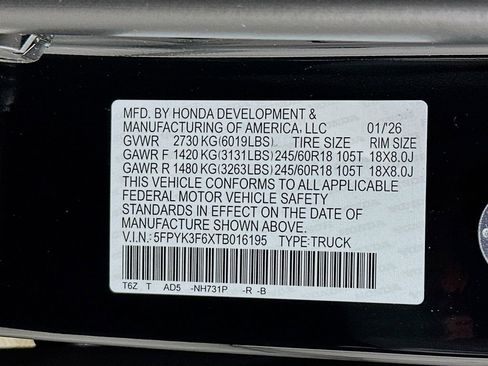 MFD. BY HONDA DEVELOPMENT &
MANUFACTURING OF AMERICA, LLC 01/'26
GVWR 2730 KG(6019LBS) TIRE SIZE RIM SIZE
GAWR F 1420 KG(3131LBS) 245/60R18 105T 18X8.0J
GAWR R 1480 KG(3263LBS) 245/60R18 105T 18X8.0J
THIS VEHICLE CONFORMS TO ALL APPLICABLE
FEDERAL MOTOR VEHICLE SAFETY
STANDARDS IN EFFECT ON THE DATE OF
MANUFACTURE SHOWN ABOVE.
V.I.N.: 5FPYK3F6XTB016195 TYPE:TRUCK
T6Z T AD5 -NH731P -R -B